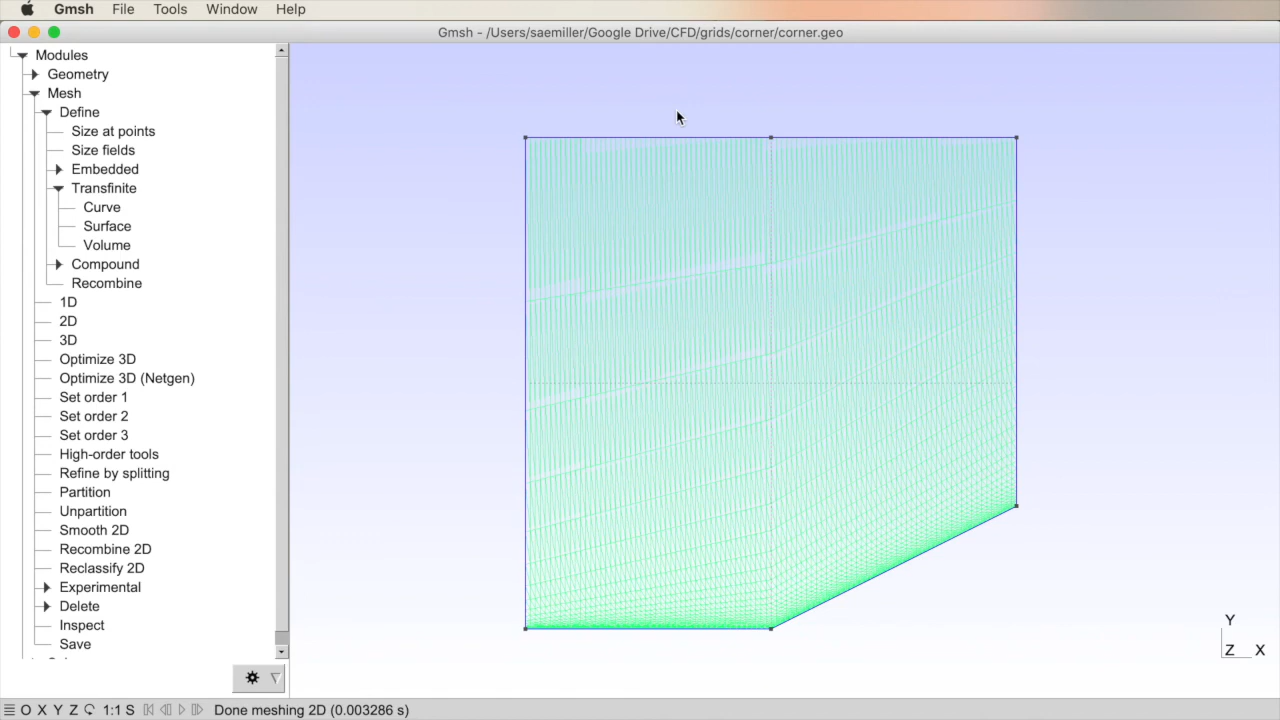 Gmsh File Tools Window Help
Gmsh - /Users/saemiller/Google Drive/CFD/grids/corner/corner.geo
Modules
Geometry
Mesh
Define
Size at points
Size fields
Embedded
Transfinite
Curve
Surface
Volume
Compound
Recombine
1D
2D
3D
Optimize 3D
Optimize 3D (Netgen)
Set order 1
Set order 2
Set order 3
High-order tools
Refine by splitting
Partition
Unpartition
Smooth 2D
Recombine 2D
Reclassify 2D
Experimental
Delete
Inspect
Save
Y
Z X
O X Y Z 1:1 S Done meshing 2D (0.003286 s)